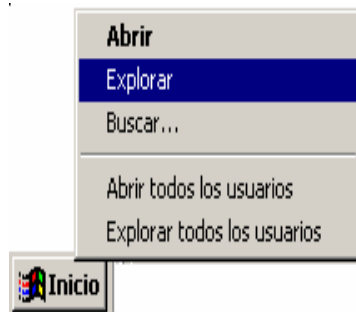 Abrir
Explorar
Buscar...
Abrir todos los usuarios
Explorar todos los usuarios
Inicio